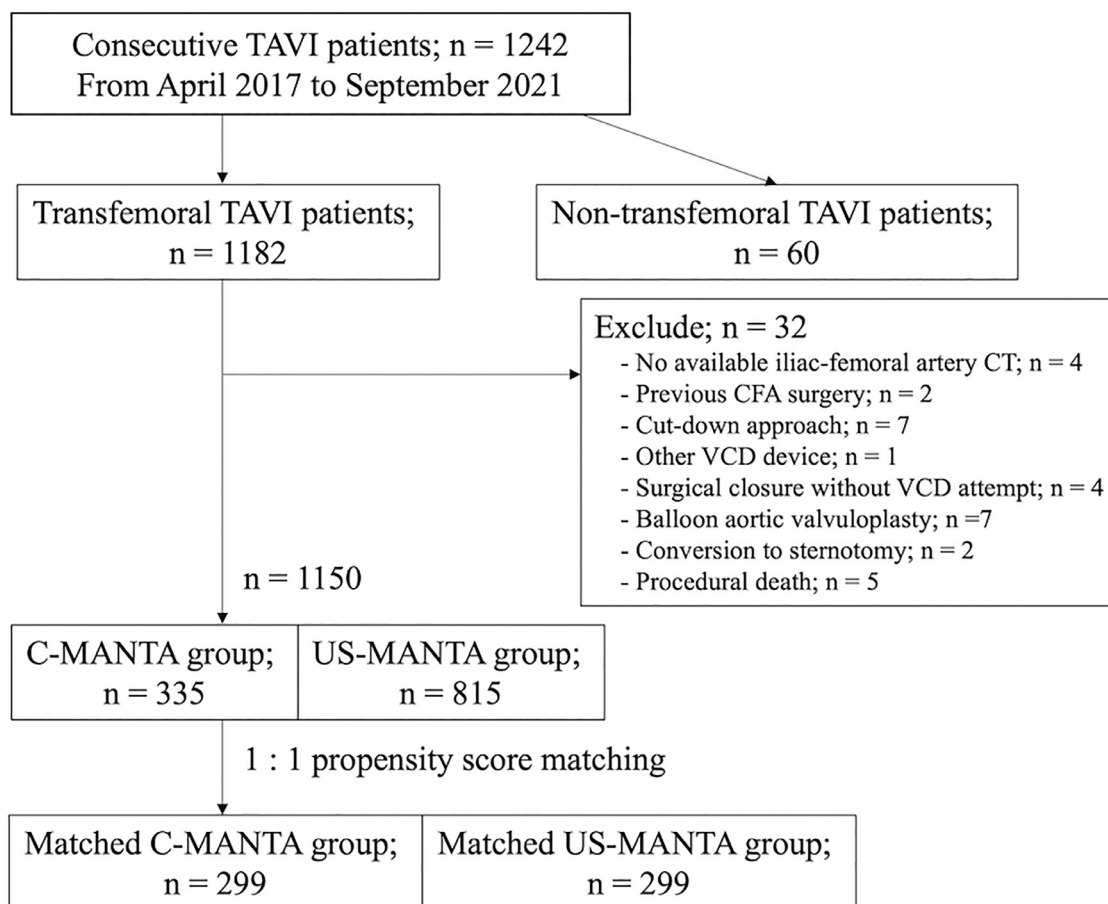 Consecutive TAVI patients; n = 1242
From April 2017 to September 2021
Transfemoral TAVI patients;
n = 1182
Non-transfemoral TAVI patients;
n = 60
Exclude; n = 32
- No available iliac-femoral artery CT; n = 4
- Previous CFA surgery; n = 2
- Cut-down approach; n = 7
- Other VCD device; n = 1
- Surgical closure without VCD attempt; n = 4
- Balloon aortic valvuloplasty; n =7
- Conversion to sternotomy; n = 2
- Procedural death; n = 5
n = 1150
C-MANTA group;
n = 335
US-MANTA group;
n = 815
1 : 1 propensity score matching
Matched C-MANTA group;
n = 299
Matched US-MANTA group;
n = 299